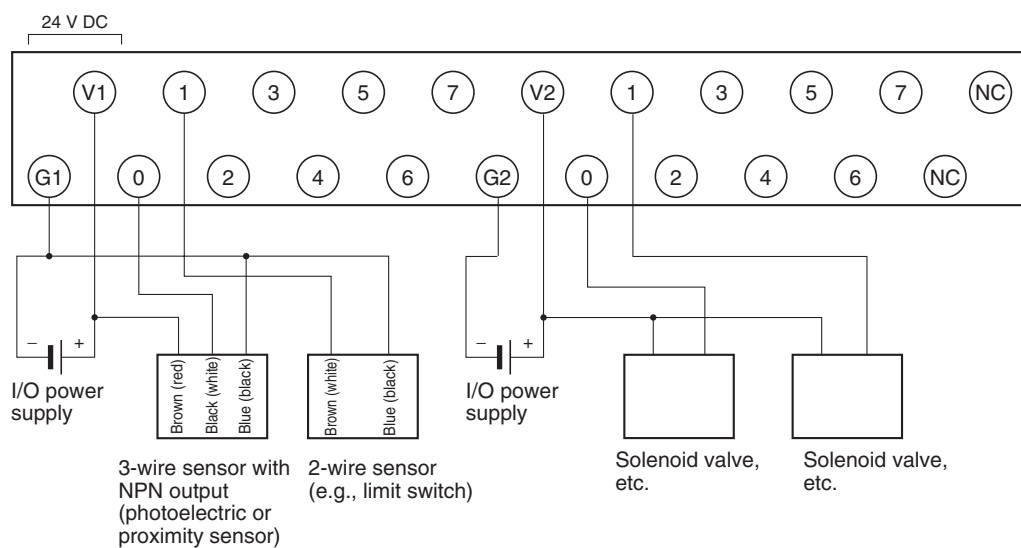 24 V DC
V1 1 3 5 7 V2 1 3 5 7 NC
G1 0 2 4 6 G2 0 2 4 6 NC
− +
I/O power
supply
Brown (red)
Black (white)
Blue (black)
3-wire sensor with
NPN output
(photoelectric or
proximity sensor)
Brown (white)
Blue (black)
2-wire sensor
(e.g., limit switch)
− +
I/O power
supply
Solenoid valve,
etc.
Solenoid valve,
etc.